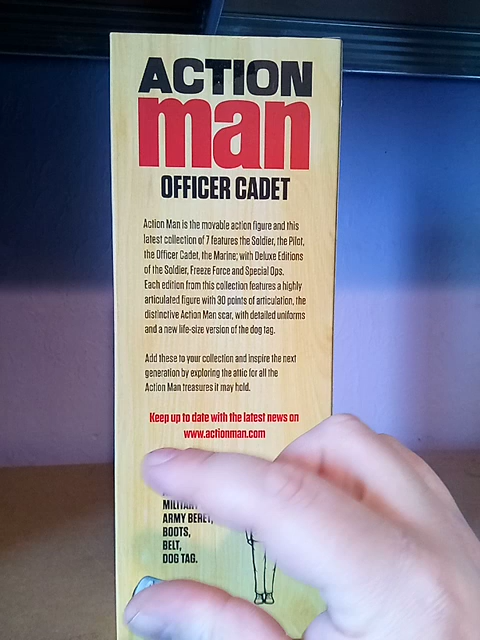 ACTION
man
OFFICER CADET
Action Man is the movable action figure and this
latest collection of 7 features the Soldier, the Pilot,
the Officer Cadet, the Marine; with Deluxe Editions
of the Soldier, Freeze Force and Special Ops.
Each edition from this collection features a highly
articulated figure with 30 points of articulation, the
distinctive Action Man scar, with detailed uniforms
and a new life-size version of the dog tag.
Add these to your collection and inspire the next
generation by exploring the attic for all the
Action Man treasures it may hold.
Keep up to date with the latest news on
www.actionman.com
ARMY BERET,
BOOTS,
BELT,
DOG TAG.